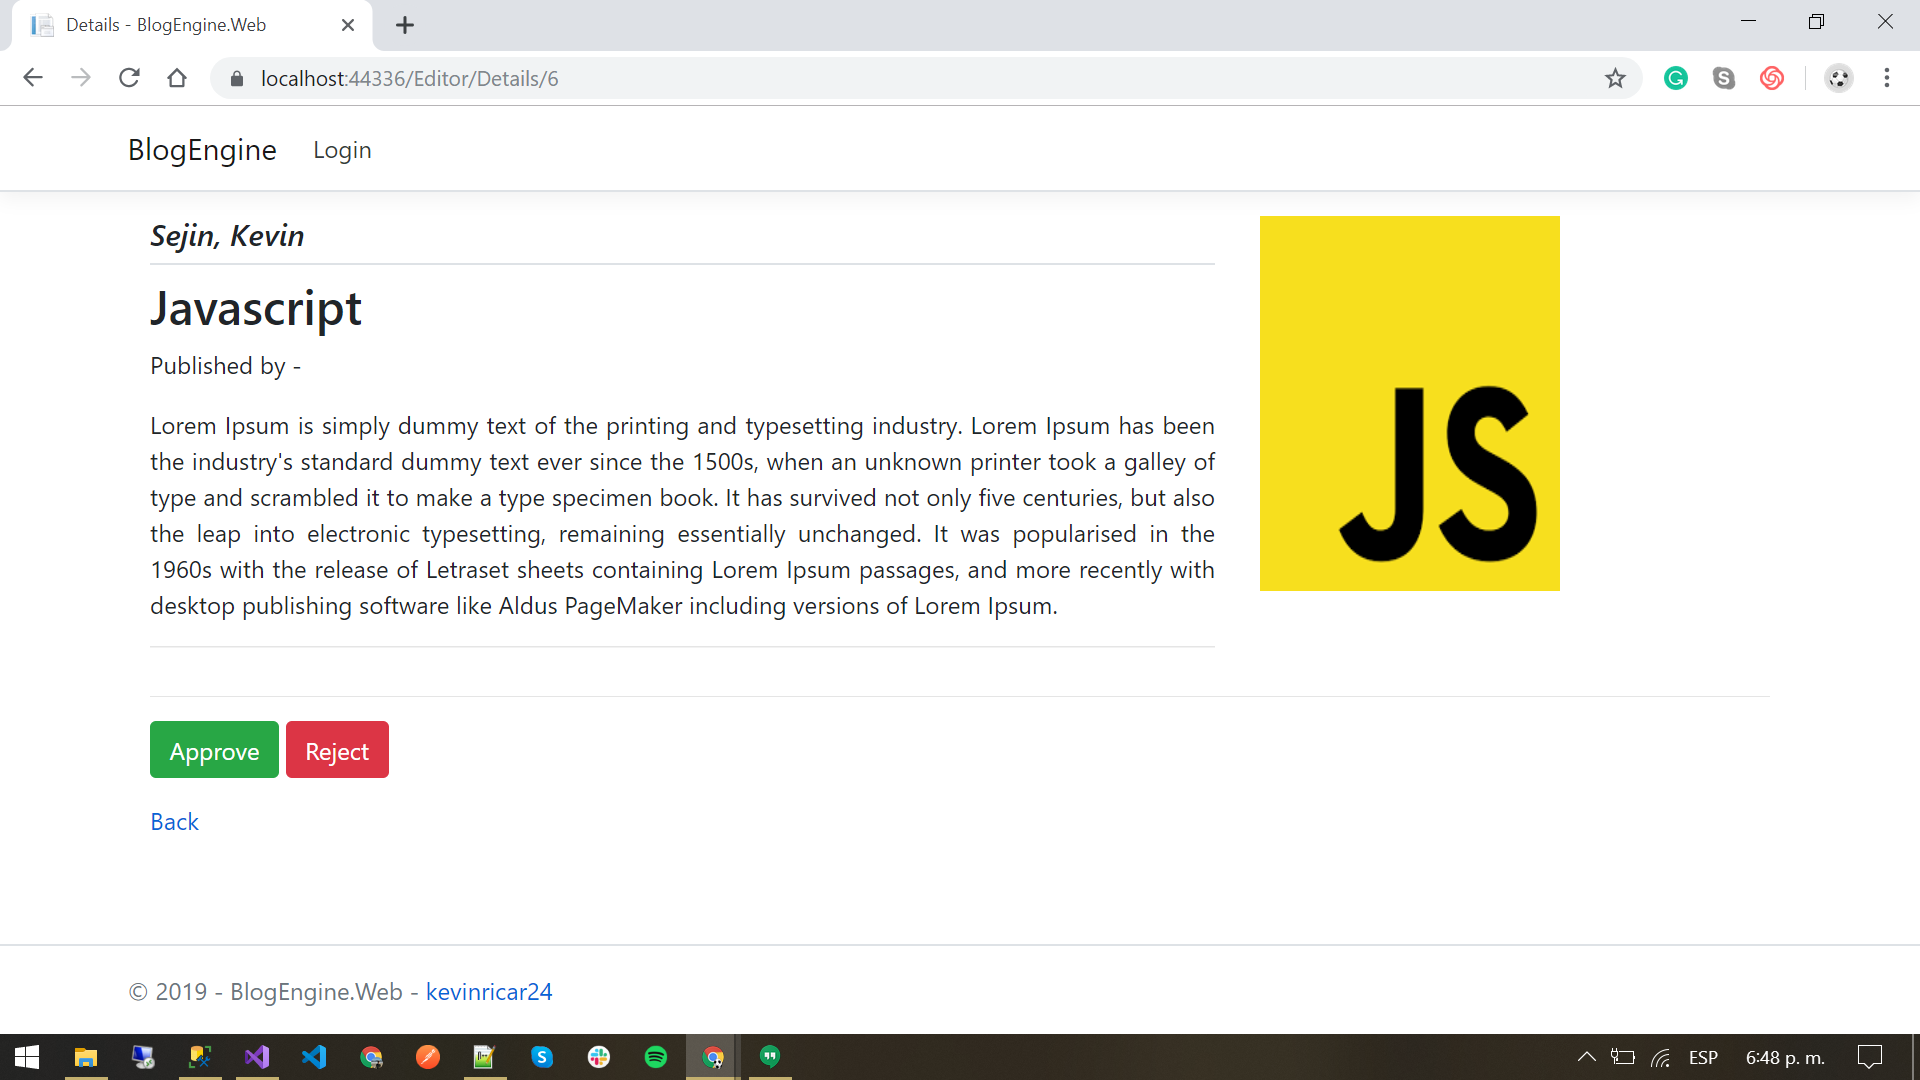 Details - BlogEngine.Web
localhost:44336/Editor/Details/6
BlogEngine Login
Sejin, Kevin
Javascript
Published by -
Lorem Ipsum is simply dummy text of the printing and typesetting industry. Lorem Ipsum has been
the industry's standard dummy text ever since the 1500s, when an unknown printer took a galley of
type and scrambled it to make a type specimen book. It has survived not only five centuries, but also
the leap into electronic typesetting, remaining essentially unchanged. It was popularised in the
1960s with the release of Letraset sheets containing Lorem Ipsum passages, and more recently with
desktop publishing software like Aldus PageMaker including versions of Lorem Ipsum.
JS
Approve Reject
Back
© 2019 - BlogEngine.Web - kevinricar24
ESP 6:48 p. m.